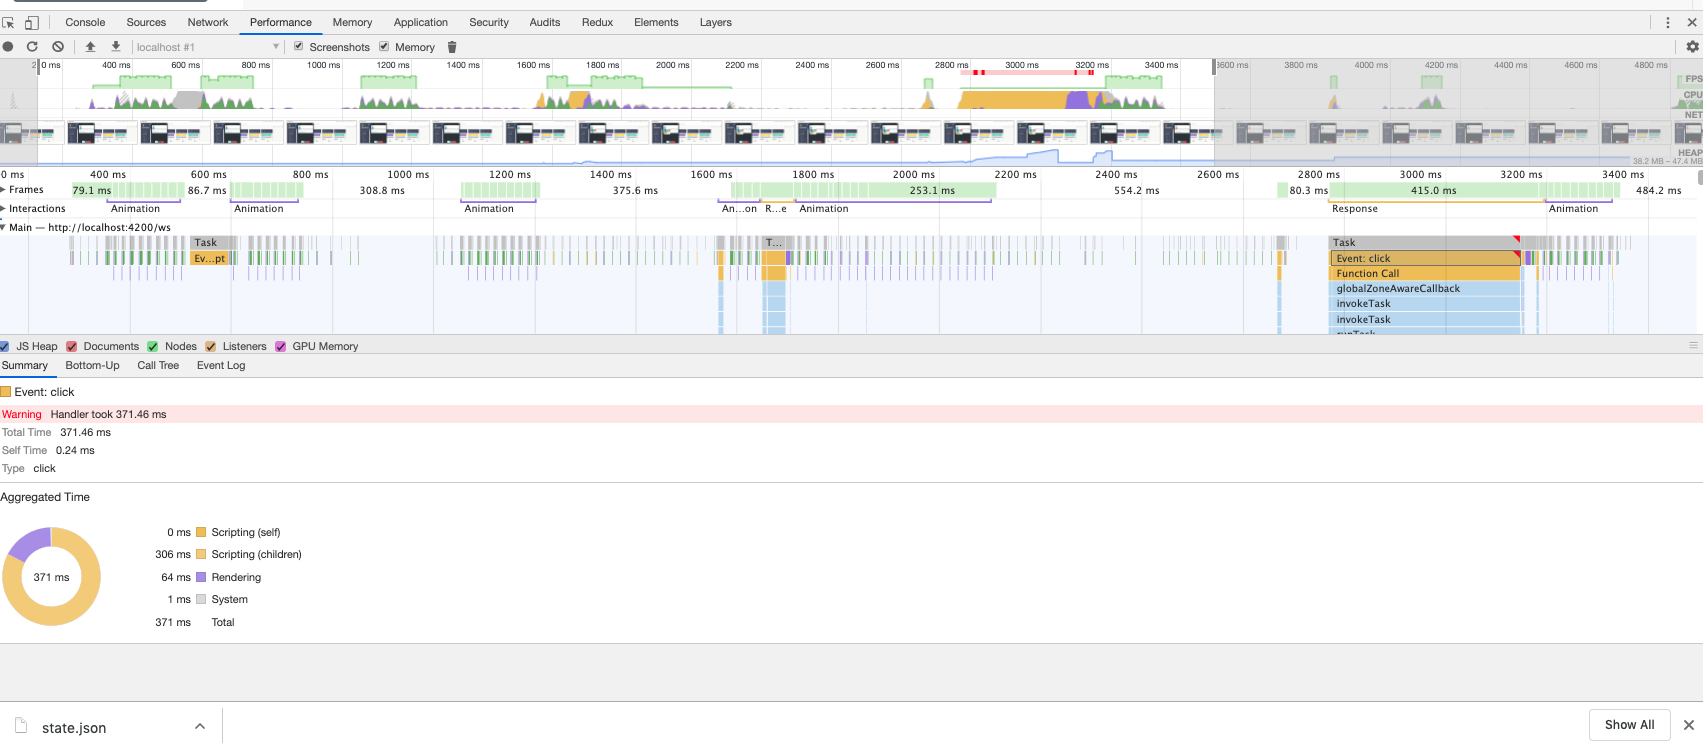 Console Sources Network Performance Memory Application Security Audits Redux Elements Layers
localhost #1 Screenshots Memory
0 ms 400 ms 600 ms 800 ms 1000 ms 1200 ms 1400 ms 1600 ms 1800 ms 2000 ms 2200 ms 2400 ms 2600 ms 2800 ms 3000 ms 3200 ms 3400 ms 3600 ms 3800 ms 4000 ms 4200 ms 4400 ms 4600 ms 4800 ms
FPS
CPU
NET
HEAP
38.2 MB – 47.4 MB
0 ms 400 ms 600 ms 800 ms 1000 ms 1200 ms 1400 ms 1600 ms 1800 ms 2000 ms 2200 ms 2400 ms 2600 ms 2800 ms 3000 ms 3200 ms 3400 ms
Frames 79.1 ms 86.7 ms 308.8 ms 375.6 ms 253.1 ms 554.2 ms 80.3 ms 415.0 ms 484.2 ms
Interactions Animation Animation Animation An...on R...e Animation Response Animation
Main — http://localhost:4200/ws
Task T... Task
Ev...pt Event: click
Function Call
globalZoneAwareCallback
invokeTask
invokeTask
runTask
JS Heap Documents Nodes Listeners GPU Memory
Summary Bottom-Up Call Tree Event Log
Event: click
Warning Handler took 371.46 ms
Total Time 371.46 ms
Self Time 0.24 ms
Type click
Aggregated Time
371 ms
0 ms Scripting (self)
306 ms Scripting (children)
64 ms Rendering
1 ms System
371 ms Total
state.json Show All